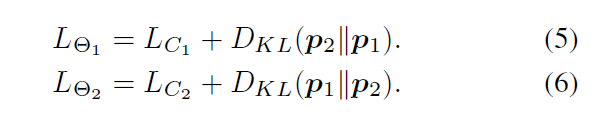 L_{Θ_1} = L_{C_1} + D_{KL}(p_2‖p_1). (5)
L_{Θ_2} = L_{C_2} + D_{KL}(p_1‖p_2). (6)